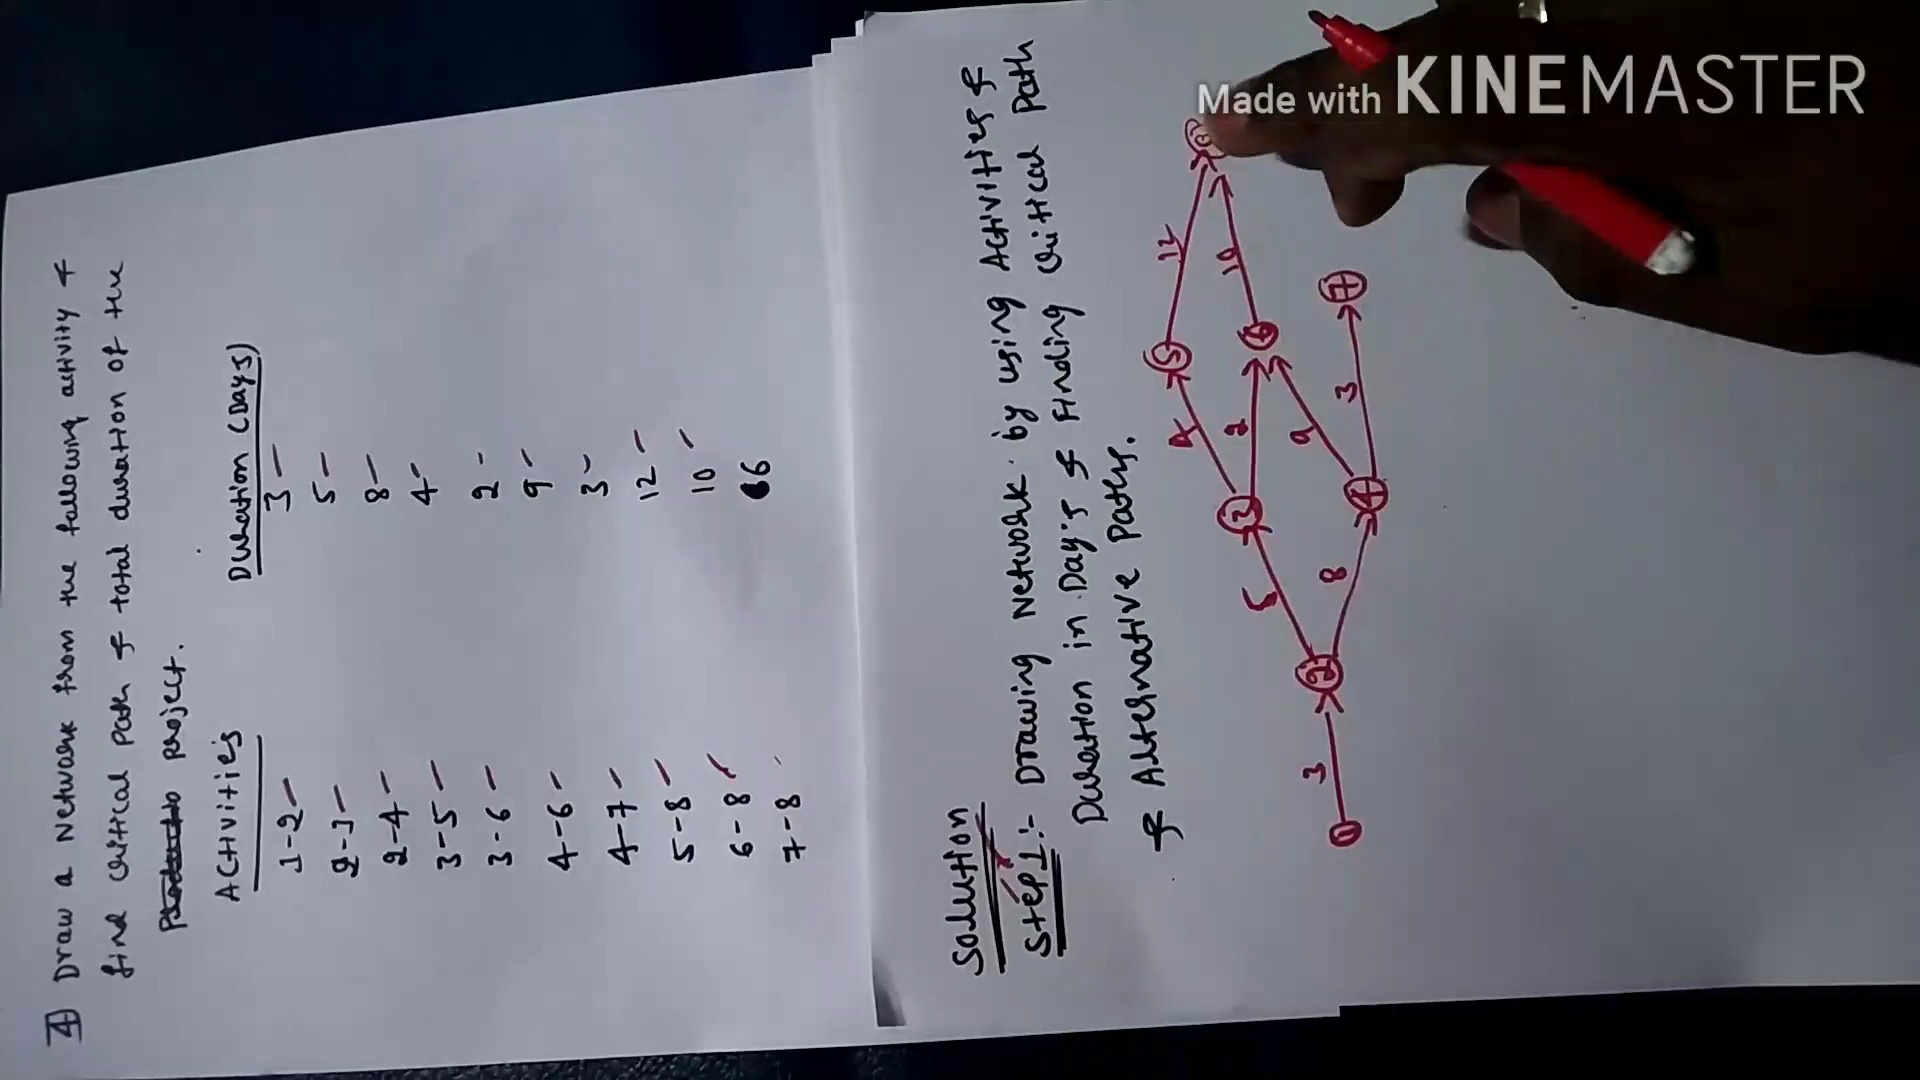 4 Draw a Network from the following activity &
find critical path & total duration of the
project.
Activities Duration (Days)
1-2 3
2-3 5
2-4 8
3-5 4
3-6 2
4-6 9
4-7 3
5-8 12
6-8 10
7-8 6
Solution
Step1:- Drawing Network by using Activities &
Duration in Day's & Finding critical Path
& Alternative Paths.
1 3 2 5 3 4 5 12 8
8 4 2 9 6 10
3 7
Made with KINEMASTER